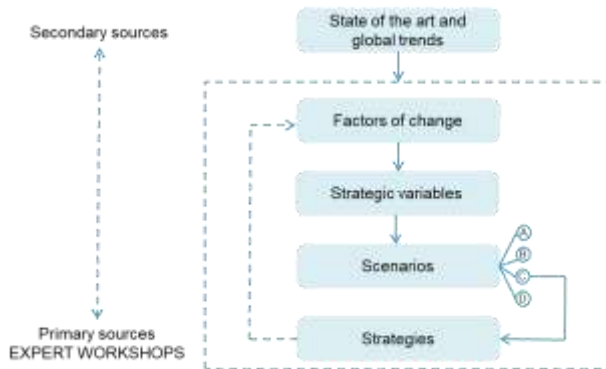 Secondary sources
State of the art and
global trends
Factors of change
Strategic variables
Scenarios
A
B
C
D
Primary sources
EXPERT WORKSHOPS
Strategies